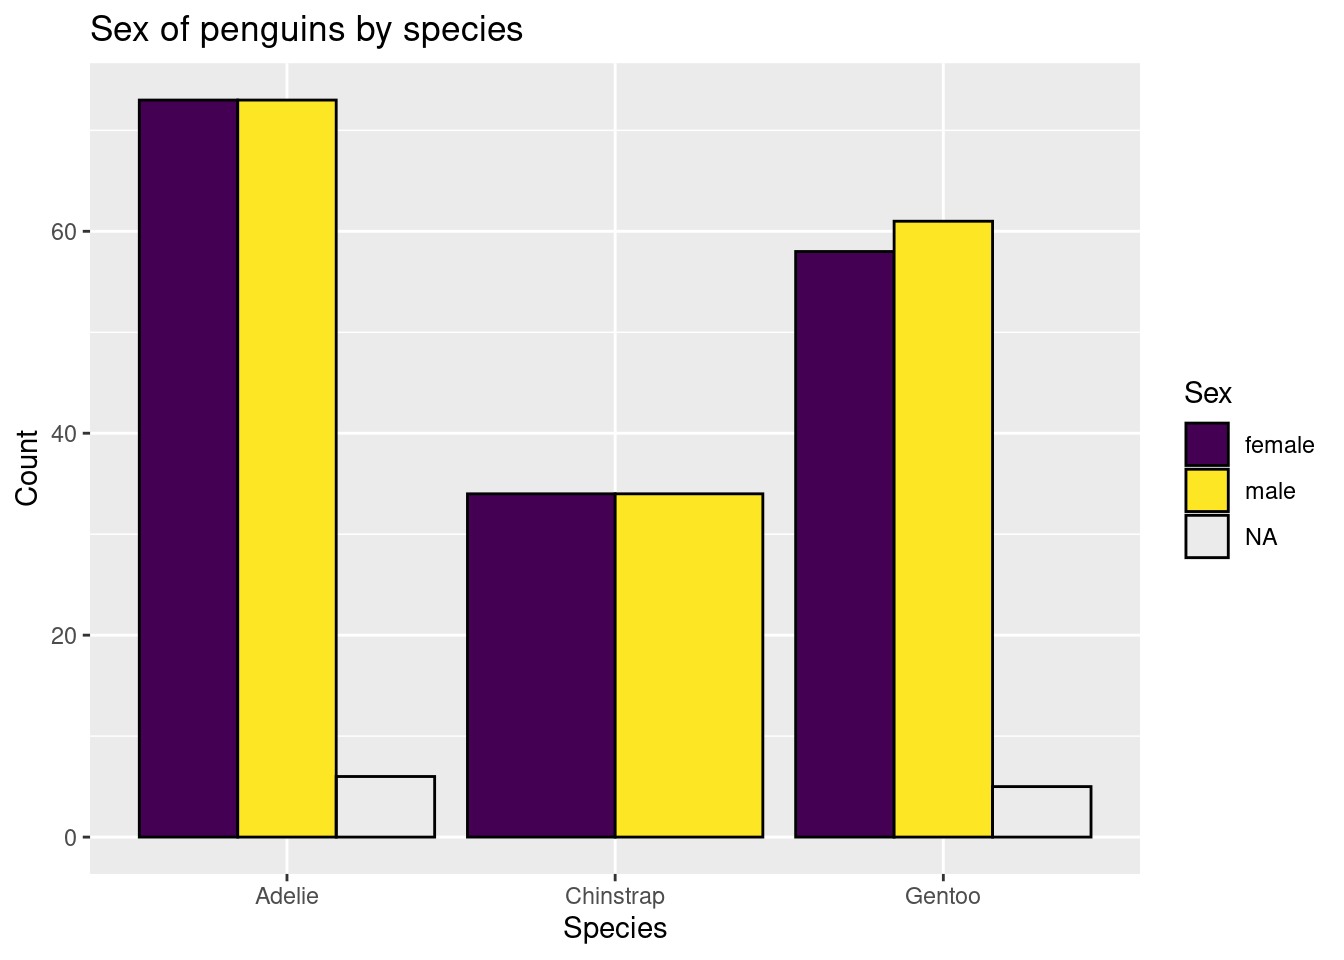 Sex of penguins by species
Count
60
40
20
0
Adelie Chinstrap Gentoo
Species
Sex
female
male
NA